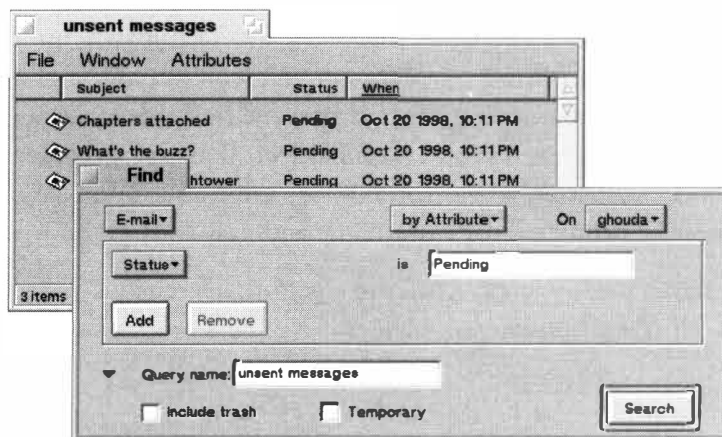 unsent messages
File Window Attributes
Subject Status When
Chapters attached Pending Oct 20 1998, 10:11 PM
What's the buzz? Pending Oct 20 1998, 10:11 PM
htower Pending Oct 20 1998, 10:11 PM
3 items
Find
E-mail by Attribute On ghouda
Status is Pending
Add Remove
Query name: unsent messages
Include trash Temporary
Search